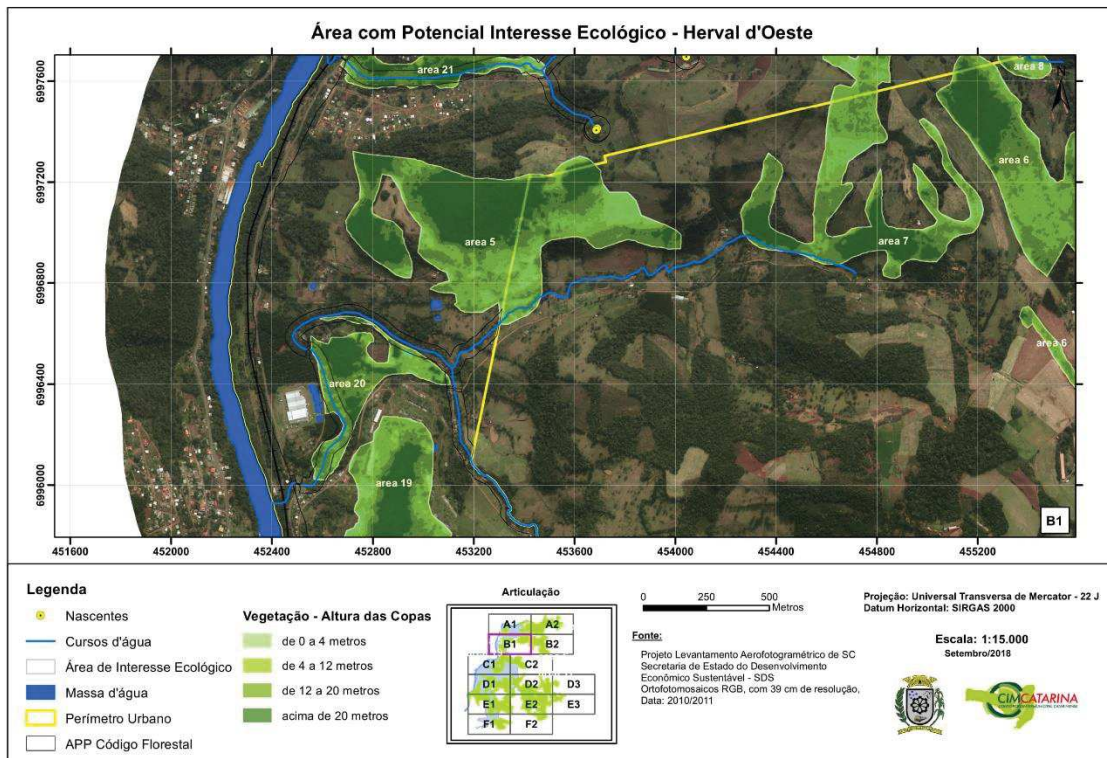 Área com Potencial Interesse Ecológico - Herval d'Oeste
area 21
area 8
area 6
area 5
area 7
area 6
area 20
area 19
6997600
6997200
6996800
6996400
6996000
B1
451600
452000
452400
452800
453200
453600
454000
454400
454800
455200
Legenda
Nascentes
Cursos d'água
Área de Interesse Ecológico
Massa d'água
Perímetro Urbano
APP Código Florestal
Vegetação - Altura das Copas
de 0 a 4 metros
de 4 a 12 metros
de 12 a 20 metros
acima de 20 metros
Articulação
A1 A2
B1 B2
C1 C2
D1 D2 D3
E1 E2 E3
F1 F2
0 250 500
Metros
Fonte:
Projeto Levantamento Aerofotogramétrico de SC
Secretaria de Estado do Desenvolvimento
Econômico Sustentável - SDS
Ortofotomosaicos RGB, com 39 cm de resolução,
Data: 2010/2011
Projeção: Universal Transversa de Mercator - 22 J
Datum Horizontal: SIRGAS 2000
Escala: 1:15.000
Setembro/2018
CIMCATARINA